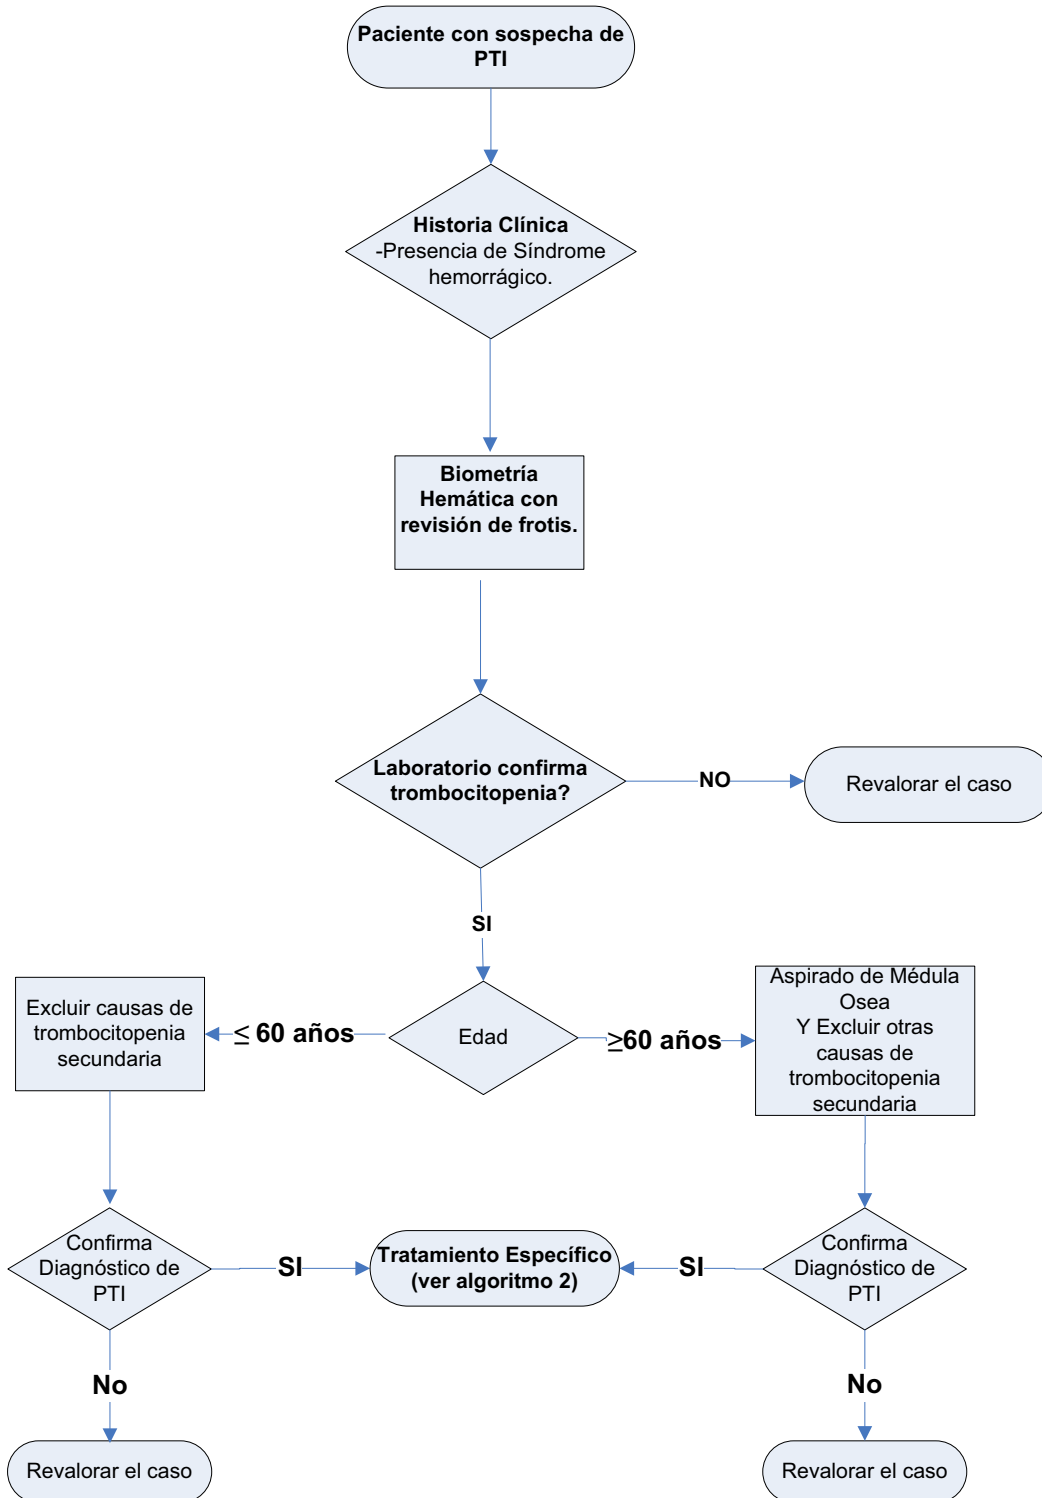 Paciente con sospecha de
PTI
Historia Clínica
-Presencia de Síndrome
hemorrágico.
Biometría
Hemática con
revisión de frotis.
Laboratorio confirma
trombocitopenia?
NO
Revalorar el caso
SI
Excluir causas de
trombocitopenia
secundaria
≤ 60 años
Edad
≥60 años
Aspirado de Médula
Osea
Y Excluir otras
causas de
trombocitopenia
secundaria
Confirma
Diagnóstico de
PTI
SI
Tratamiento Específico
(ver algoritmo 2)
SI
Confirma
Diagnóstico de
PTI
No
No
Revalorar el caso
Revalorar el caso